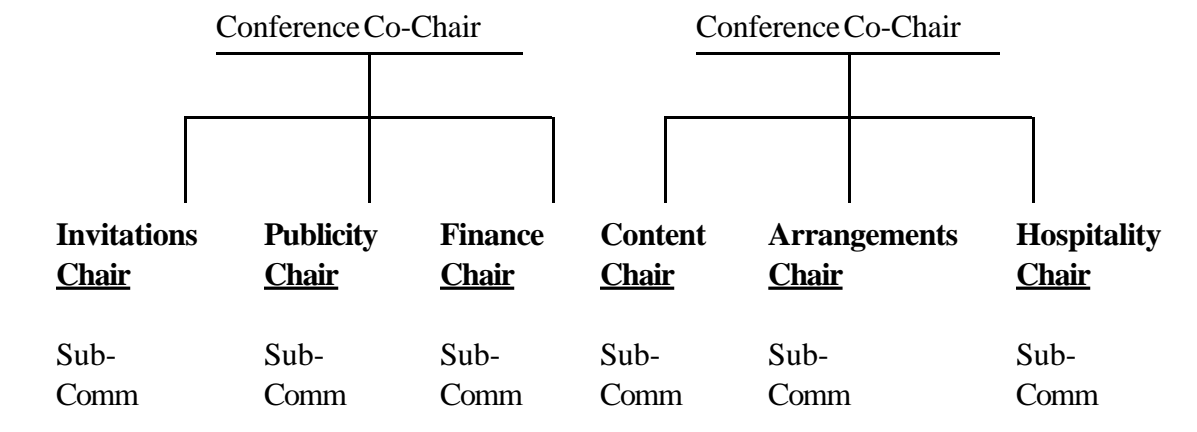 Conference Co-Chair Conference Co-Chair
Invitations Publicity Finance Content Arrangements Hospitality
Chair Chair Chair Chair Chair Chair
Sub- Sub- Sub- Sub- Sub- Sub-
Comm Comm Comm Comm Comm Comm